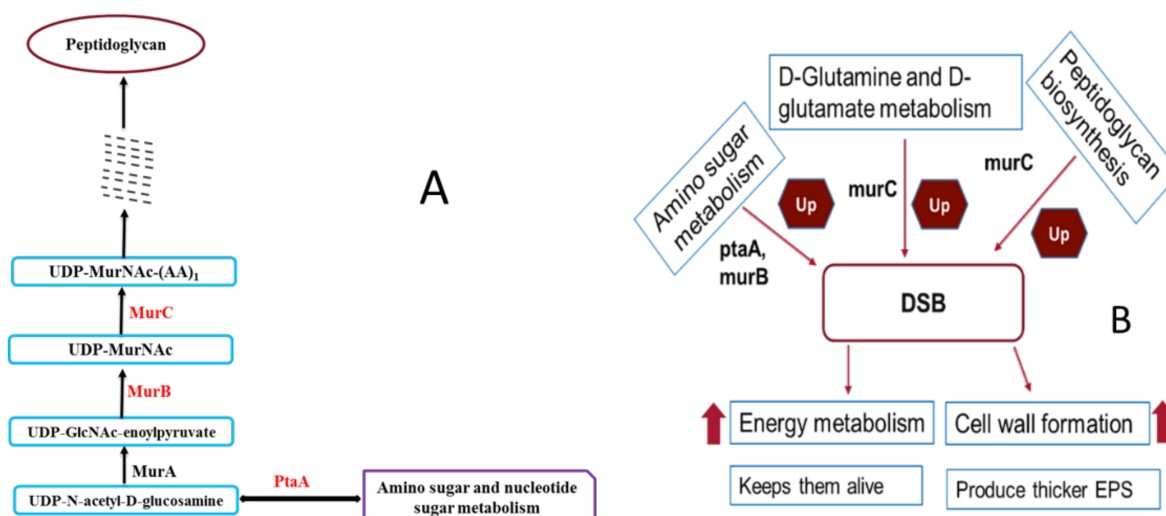 Peptidoglycan
A
UDP-MurNAc-(AA)1
MurC
UDP-MurNAc
MurB
UDP-GlcNAc-enoylpyruvate
MurA
UDP-N-acetyl-D-glucosamine
PtaA
Amino sugar and nucleotide
sugar metabolism
Amino sugar
metabolism
D-Glutamine and D-
glutamate metabolism
Peptidoglycan
biosynthesis
Up
murC
Up
murC
Up
ptaA,
murB
DSB
B
Energy metabolism
Cell wall formation
Keeps them alive
Produce thicker EPS